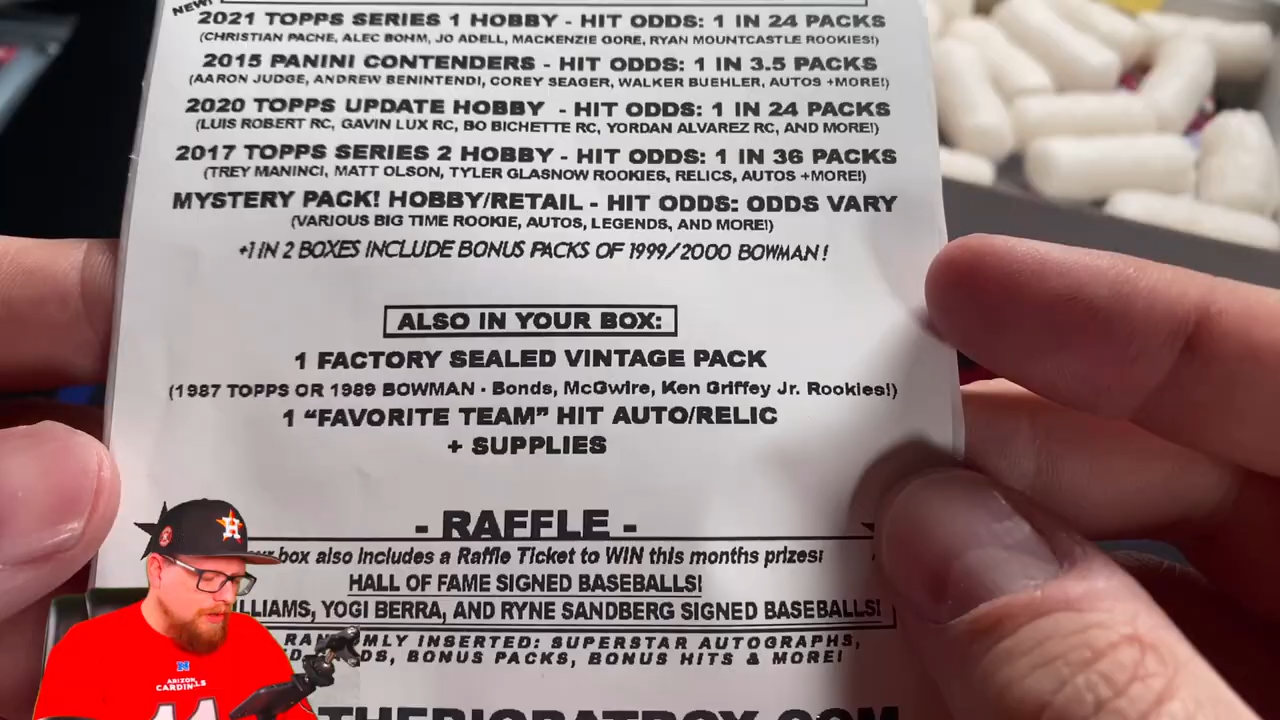 NEW!
2021 TOPPS SERIES 1 HOBBY - HIT ODDS: 1 IN 24 PACKS
(CHRISTIAN PACHE, ALEC BOHM, JO ADELL, MACKENZIE GORE, RYAN MOUNTCASTLE ROOKIES!)
2015 PANINI CONTENDERS - HIT ODDS: 1 IN 3.5 PACKS
(AARON JUDGE, ANDREW BENINTENDI, COREY SEAGER, WALKER BUEHLER, AUTOS +MORE!)
2020 TOPPS UPDATE HOBBY - HIT ODDS: 1 IN 24 PACKS
(LUIS ROBERT RC, GAVIN LUX RC, BO BICHETTE RC, YORDAN ALVAREZ RC, AND MORE!)
2017 TOPPS SERIES 2 HOBBY - HIT ODDS: 1 IN 36 PACKS
(TREY MANINCI, MATT OLSON, TYLER GLASNOW ROOKIES, RELICS, AUTOS +MORE!)
MYSTERY PACK! HOBBY/RETAIL - HIT ODDS: ODDS VARY
(VARIOUS BIG TIME ROOKIE, AUTOS, LEGENDS, AND MORE!)
+1 IN 2 BOXES INCLUDE BONUS PACKS OF 1999/2000 BOWMAN!
ALSO IN YOUR BOX:
1 FACTORY SEALED VINTAGE PACK
(1987 TOPPS OR 1989 BOWMAN - Bonds, McGwire, Ken Griffey Jr. Rookies!)
1 "FAVORITE TEAM" HIT AUTO/RELIC
+ SUPPLIES
- RAFFLE -
box also includes a Raffle Ticket to WIN this months prizes:
HALL OF FAME SIGNED BASEBALLS!
YOGI BERRA, AND RYNE SANDBERG SIGNED BASEBALLS!
INSERTED: SUPERSTAR AUTOGRAPHS,
BONUS PACKS, BONUS HITS & MORE!
ARIZONA
CARDINALS